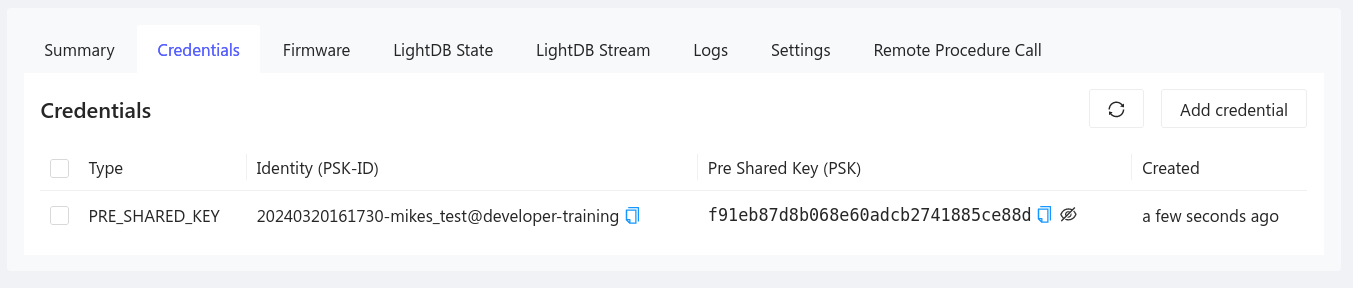 Summary Credentials Firmware LightDB State LightDB Stream Logs Settings Remote Procedure Call
Credentials Add credential
Type Identity (PSK-ID) Pre Shared Key (PSK) Created
PRE_SHARED_KEY 20240320161730-mikes_test@developer-training f91eb87d8b068e60adcb2741885ce88d a few seconds ago